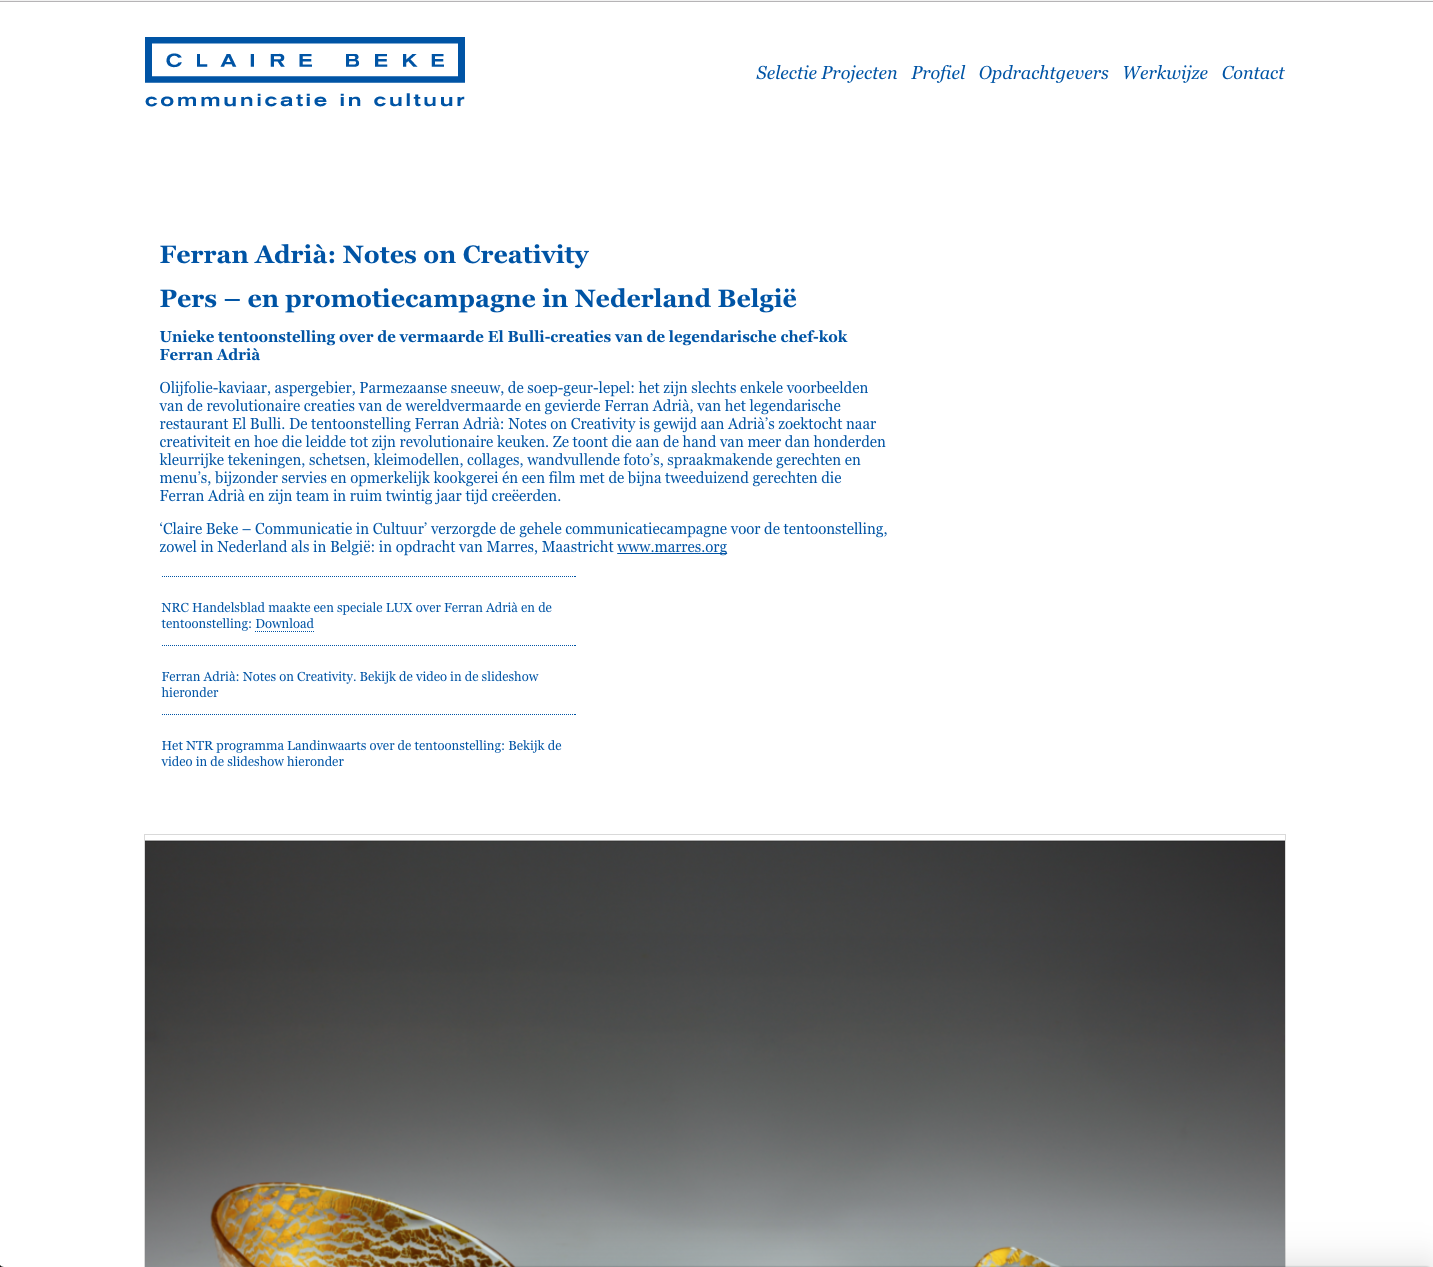 CLAIRE BEKE
communicatie in cultuur
Selectie Projecten Profiel Opdrachtgevers Werkwijze Contact
Ferran Adrià: Notes on Creativity
Pers – en promotiecampagne in Nederland België
Unieke tentoonstelling over de vermaarde El Bulli-creaties van de legendarische chef-kok
Ferran Adrià
Olijfolie-kaviaar, aspergebier, Parmezaanse sneeuw, de soep-geur-lepel: het zijn slechts enkele voorbeelden
van de revolutionaire creaties van de wereldvermaarde en gevierde Ferran Adrià, van het legendarische
restaurant El Bulli. De tentoonstelling Ferran Adrià: Notes on Creativity is gewijd aan Adrià’s zoektocht naar
creativiteit en hoe die leidde tot zijn revolutionaire keuken. Ze toont die aan de hand van meer dan honderden
kleurrijke tekeningen, schetsen, kleimodellen, collages, wandvullende foto’s, spraakmakende gerechten en
menu’s, bijzonder servies en opmerkelijk kookgerei én een film met de bijna tweeduizend gerechten die
Ferran Adrià en zijn team in ruim twintig jaar tijd creëerden.
‘Claire Beke – Communicatie in Cultuur’ verzorgde de gehele communicatiecampagne voor de tentoonstelling,
zowel in Nederland als in België: in opdracht van Marres, Maastricht www.marres.org
NRC Handelsblad maakte een speciale LUX over Ferran Adrià en de
tentoonstelling: Download
Ferran Adrià: Notes on Creativity. Bekijk de video in de slideshow
hieronder
Het NTR programma Landinwaarts over de tentoonstelling: Bekijk de
video in de slideshow hieronder